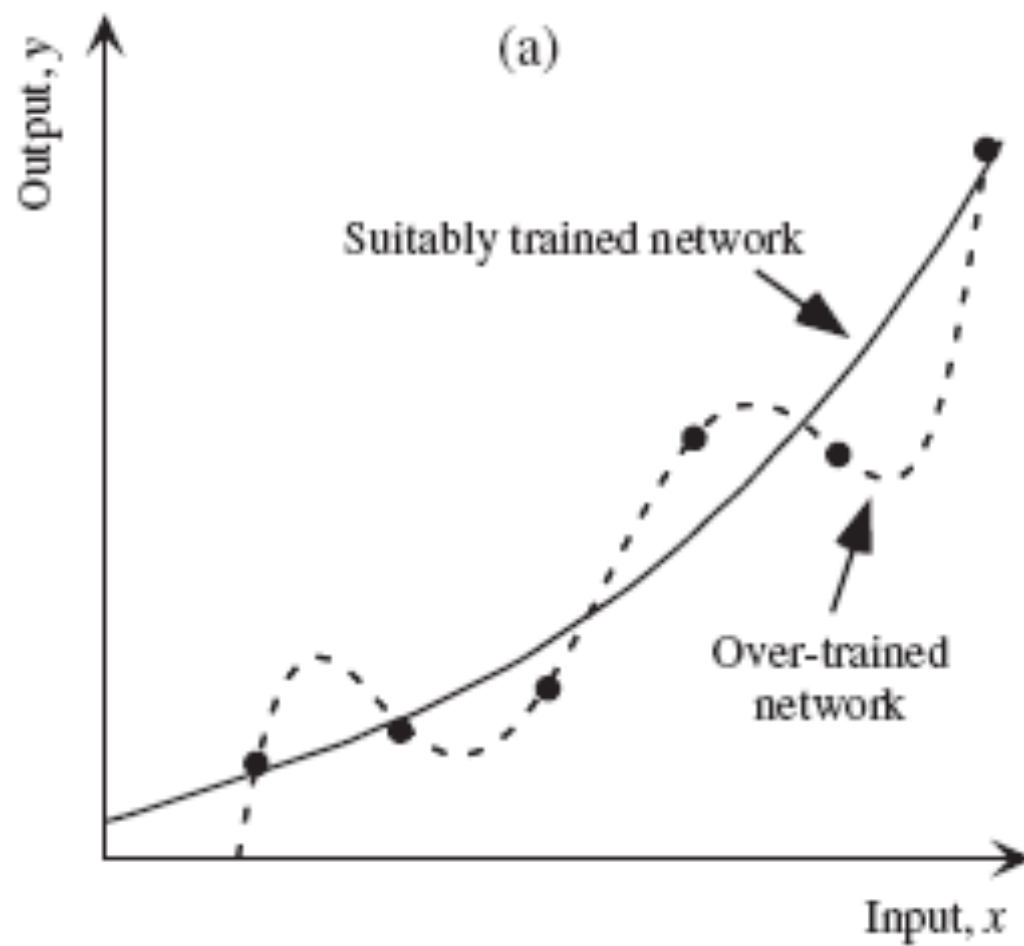 (a)
Output, y
Suitably trained network
Over-trained
network
Input, x